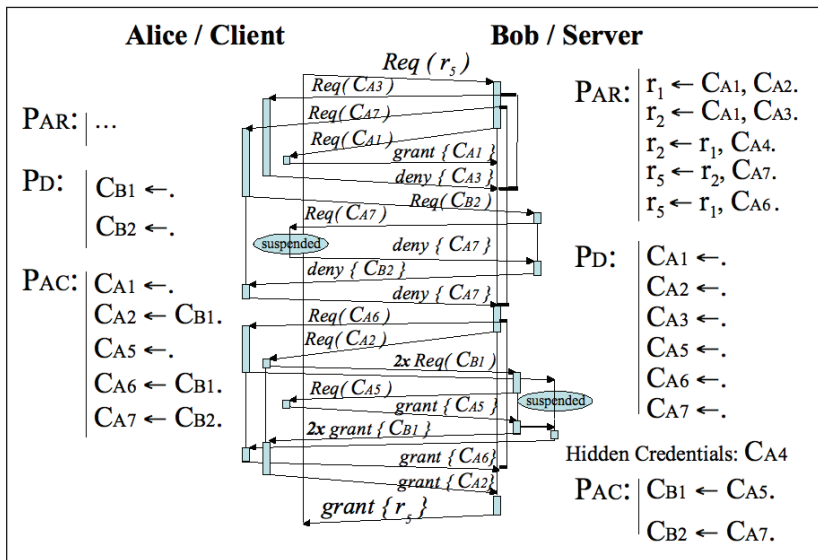 Alice / Client
Bob / Server
PAR: ...
PD: CB1 ←.
CB2 ←.
PAC: CA1 ←.
CA2 ← CB1.
CA5 ←.
CA6 ← CB1.
CA7 ← CB2.
Req ( r5 )
Req( CA3 )
Req( CA7 )
Req( CA1 )
grant { CA1 }
deny { CA3 }
Req( CB2 )
Req( CA7 )
suspended
deny { CA7 }
deny { CB2 }
deny { CA7 }
Req( CA6 )
Req( CA2 )
2x Req( CB1 )
Req( CA5 )
suspended
grant { CA5 }
2x grant { CB1 }
grant { CA6 }
grant { CA2 }
grant { r5 }
PAR: r1 ← CA1, CA2.
r2 ← CA1, CA3.
r2 ← r1, CA4.
r5 ← r2, CA7.
r5 ← r1, CA6.
PD: CA1 ←.
CA2 ←.
CA3 ←.
CA5 ←.
CA6 ←.
CA7 ←.
Hidden Credentials: CA4
PAC: CB1 ← CA5.
CB2 ← CA7.